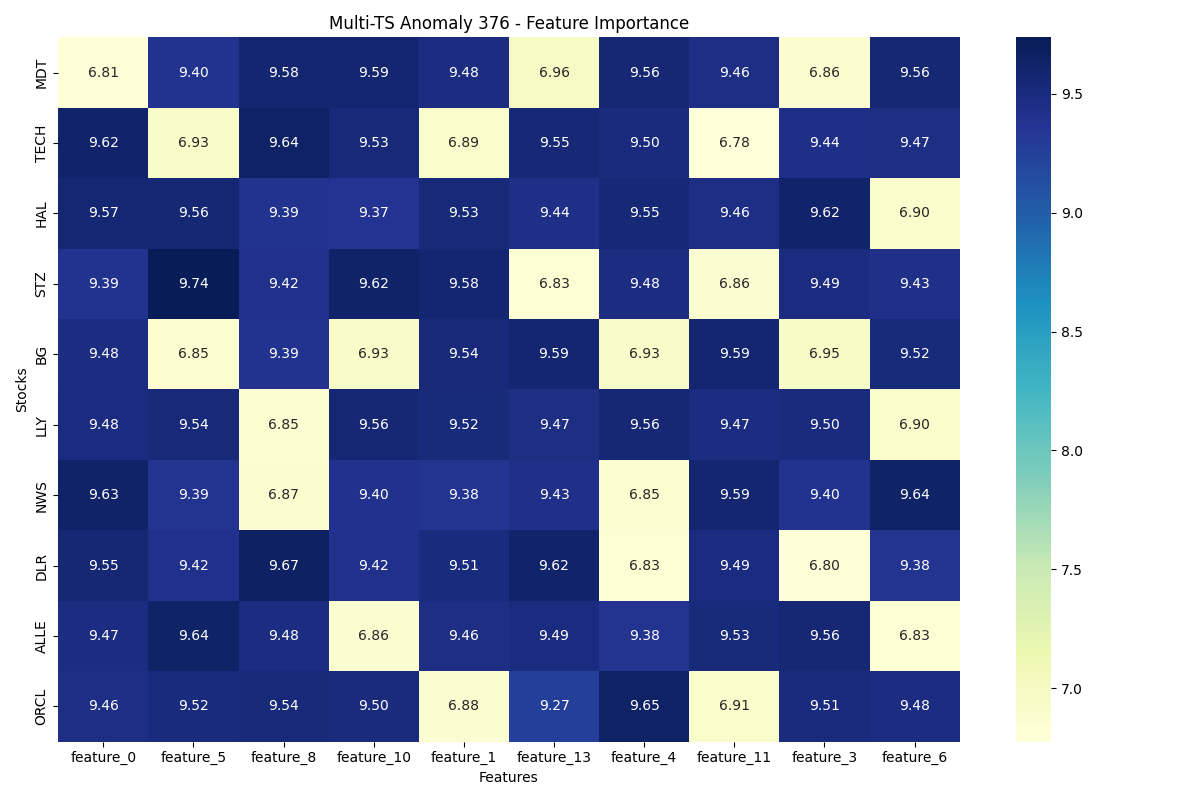 Multi-TS Anomaly 376 - Feature Importance
Stocks
MDT 6.81 9.40 9.58 9.59 9.48 6.96 9.56 9.46 6.86 9.56
TECH 9.62 6.93 9.64 9.53 6.89 9.55 9.50 6.78 9.44 9.47
HAL 9.57 9.56 9.39 9.37 9.53 9.44 9.55 9.46 9.62 6.90
STZ 9.39 9.74 9.42 9.62 9.58 6.83 9.48 6.86 9.49 9.43
BG 9.48 6.85 9.39 6.93 9.54 9.59 6.93 9.59 6.95 9.52
LLY 9.48 9.54 6.85 9.56 9.52 9.47 9.56 9.47 9.50 6.90
NWS 9.63 9.39 6.87 9.40 9.38 9.43 6.85 9.59 9.40 9.64
DLR 9.55 9.42 9.67 9.42 9.51 9.62 6.83 9.49 6.80 9.38
ALLE 9.47 9.64 9.48 6.86 9.46 9.49 9.38 9.53 9.56 6.83
ORCL 9.46 9.52 9.54 9.50 6.88 9.27 9.65 6.91 9.51 9.48
feature_0 feature_5 feature_8 feature_10 feature_1 feature_13 feature_4 feature_11 feature_3 feature_6
Features
9.5
9.0
8.5
8.0
7.5
7.0